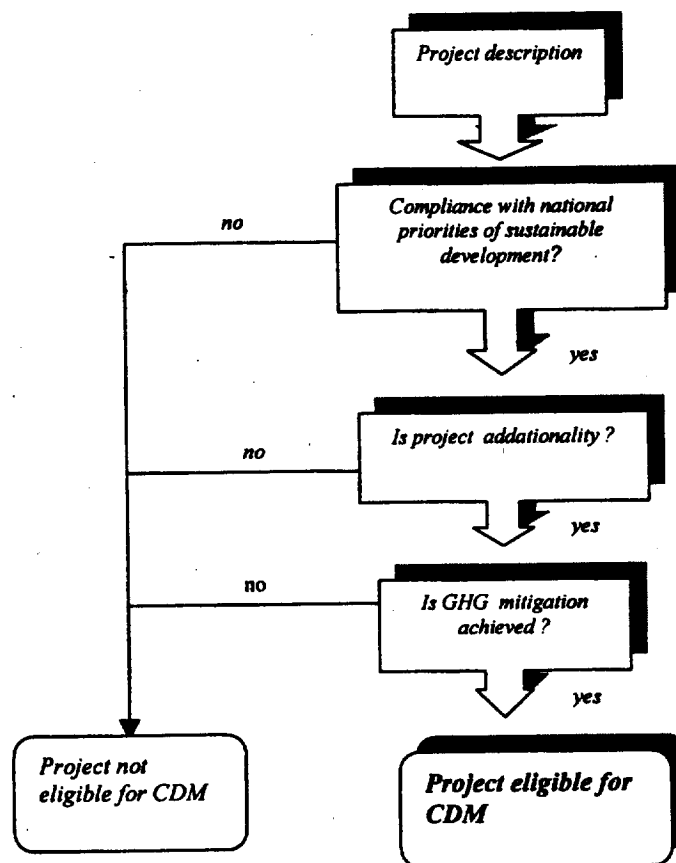 Project description
Compliance with national
priorities of sustainable
development?
no
yes
Is project addationality ?
no
yes
Is GHG mitigation
achieved ?
no
yes
Project not
eligible for CDM
Project eligible for
CDM